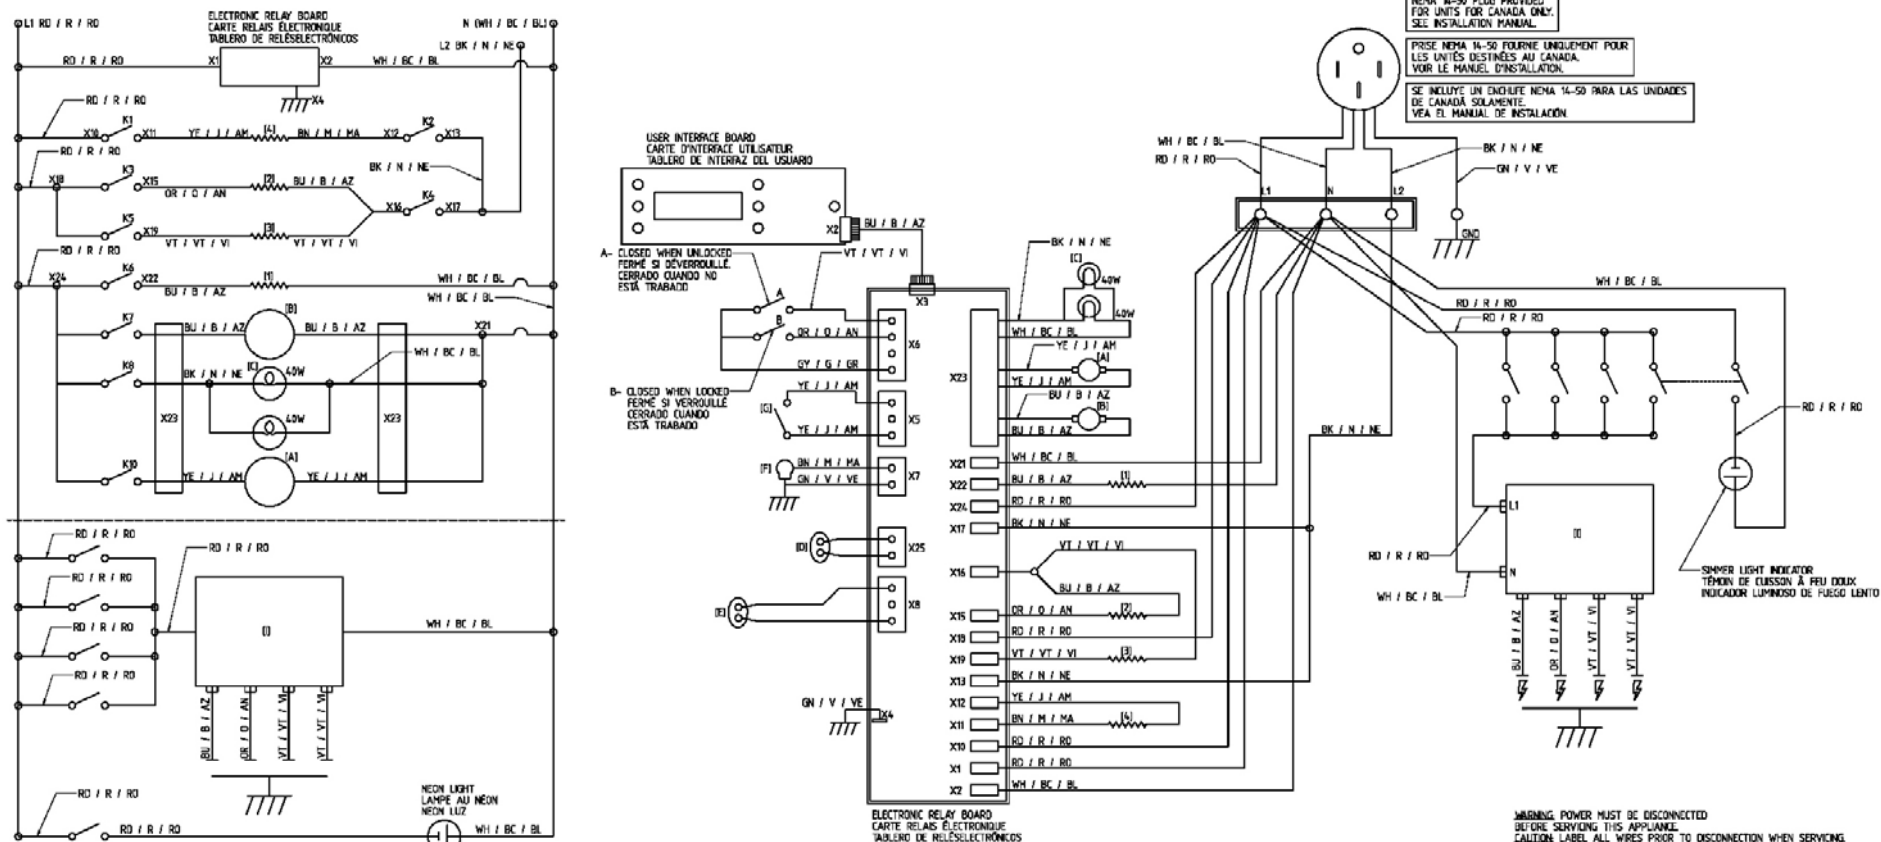 L1 RD / R / RO
ELECTRONIC RELAY BOARD
CARTE RELAIS ÉLECTRONIQUE
TABLERO DE RELÉSELECTRÓNICOS
N (WH / BC / BL)
L2 BK / N / NE
RD / R / RO
X1
X2
WH / BC / BL
X4
RD / R / RO
X10
K1
X11
YE / J / AM
[4]
BN / M / MA
X12
K2
X13
RD / R / RO
BK / N / NE
X18
K3
X15
OR / O / AN
[2]
BU / B / AZ
X16
K4
X17
K5
X19
VT / VT / VI
[3]
VT / VT / VI
RD / R / RO
X24
K6
X22
BU / B / AZ
[1]
WH / BC / BL
WH / BC / BL
K7
BU / B / AZ
[B]
BU / B / AZ
X21
K8
BK / N / NE
[C]
40W
WH / BC / BL
X23
40W
X23
K10
YE / J / AM
[A]
YE / J / AM
RD / R / RO
RD / R / RO
RD / R / RO
RD / R / RO
RD / R / RO
[I]
WH / BC / BL
BU / B / AZ
OR / O / AN
VT / VT / VI
VT / VT / VI
RD / R / RO
RD / R / RO
NEON LIGHT
LAMPE AU NÉON
NEON LUZ
WH / BC / BL
USER INTERFACE BOARD
CARTE D'INTERFACE UTILISATEUR
TABLERO DE INTERFAZ DEL USUARIO
X2
BU / B / AZ
A- CLOSED WHEN UNLOCKED
FERMÉ SI DÉVERROUILLÉ.
CERRADO CUANDO NO
ESTÁ TRABADO
VT / VT / VI
X3
A
B
OR / O / AN
X6
GY / G / GR
B- CLOSED WHEN LOCKED
FERMÉ SI VERROUILLÉ
CERRADO CUANDO
ESTÁ TRABADO
YE / J / AM
[G]
X5
YE / J / AM
[F]
BN / M / MA
GN / V / VE
X7
[D]
X25
[E]
X8
GN / V / VE
X4
BK / N / NE
[C]
40W
40W
WH / BC / BL
YE / J / AM
[A]
X23
YE / J / AM
BU / B / AZ
[B]
BU / B / AZ
X21
WH / BC / BL
X22
BU / B / AZ
[1]
X24
RD / R / RO
X17
BK / N / NE
VT / VT / VI
X16
BU / B / AZ
X15
OR / O / AN
[2]
X18
RD / R / RO
X19
VT / VT / VI
[3]
X13
BK / N / NE
X12
YE / J / AM
X11
BN / M / MA
[4]
X10
RD / R / RO
X1
RD / R / RO
X2
WH / BC / BL
ELECTRONIC RELAY BOARD
CARTE RELAIS ÉLECTRONIQUE
TABLERO DE RELÉSELECTRÓNICOS
NEMA 14-50 PLUG PROVIDED
FOR UNITS FOR CANADA ONLY.
SEE INSTALLATION MANUAL.
PRISE NEMA 14-50 FOURNIE UNIQUEMENT POUR
LES UNITÉS DESTINÉES AU CANADA.
VOIR LE MANUEL D'INSTALLATION.
SE INCLUYE UN ENCHUFE NEMA 14-50 PARA LAS UNIDADES
DE CANADÁ SOLAMENTE.
VEA EL MANUAL DE INSTALACIÓN.
WH / BC / BL
RD / R / RO
BK / N / NE
GN / V / VE
L1
N
L2
GND
WH / BC / BL
RD / R / RO
RD / R / RO
BK / N / NE
RD / R / RO
L1
[I]
RD / R / RO
N
WH / BC / BL
BU / B / AZ
OR / O / AN
VT / VT / VI
VT / VT / VI
SIMMER LIGHT INDICATOR
TÉMOIN DE CUISSON À FEU DOUX
INDICADOR LUMINOSO DE FUEGO LENTO
WARNING: POWER MUST BE DISCONNECTED
BEFORE SERVICING THIS APPLIANCE.
CAUTION: LABEL ALL WIRES PRIOR TO DISCONNECTION WHEN SERVICING.